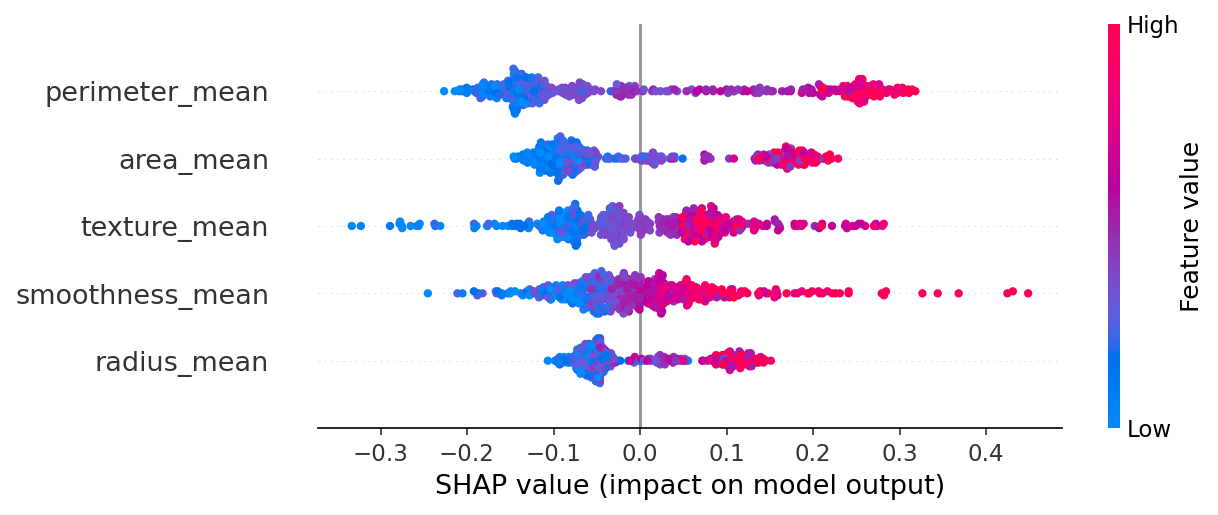 High
perimeter_mean
area_mean
texture_mean
smoothness_mean
radius_mean
Feature value
Low
−0.3 −0.2 −0.1 0.0 0.1 0.2 0.3 0.4
SHAP value (impact on model output)